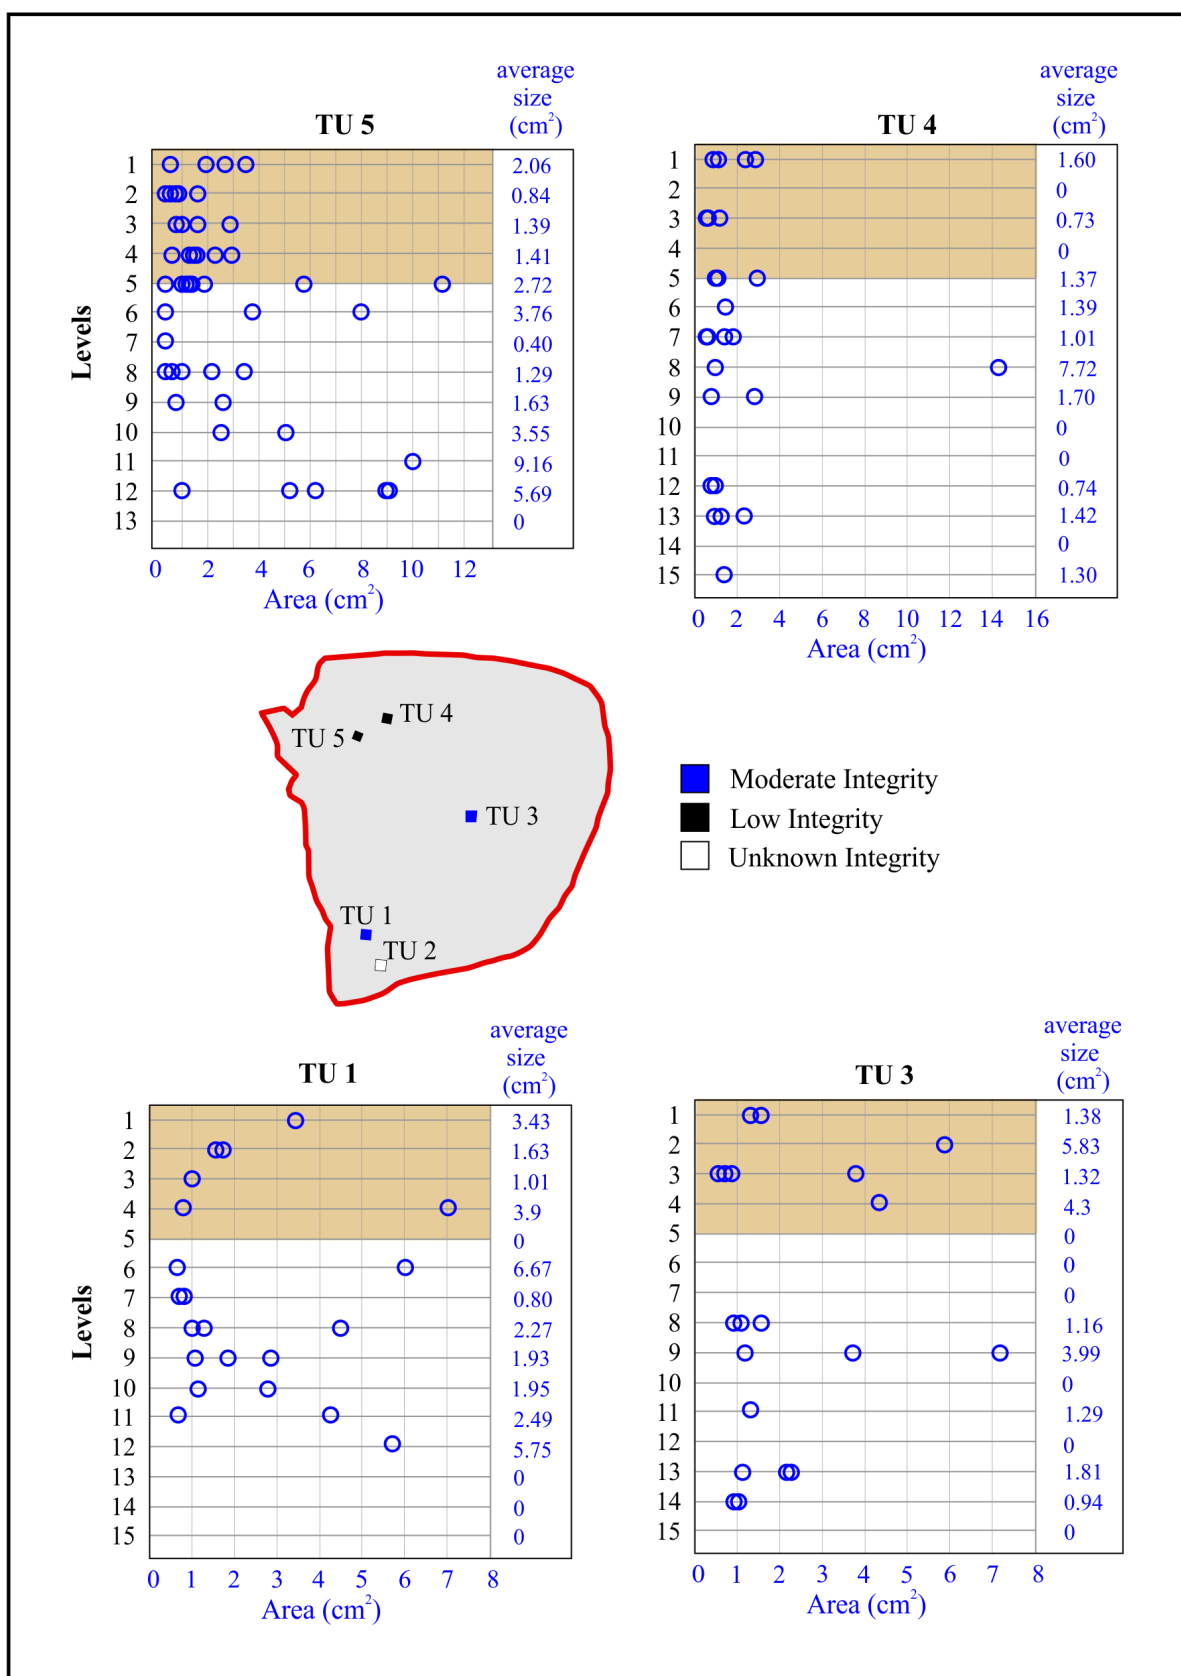 average
size
(cm²)
TU 5
1 2.06
2 0.84
3 1.39
4 1.41
5 2.72
6 3.76
7 0.40
8 1.29
9 1.63
10 3.55
11 9.16
12 5.69
13 0
Levels
0 2 4 6 8 10 12
Area (cm²)
average
size
(cm²)
TU 4
1 1.60
2 0
3 0.73
4 0
5 1.37
6 1.39
7 1.01
8 7.72
9 1.70
10 0
11 0
12 0.74
13 1.42
14 0
15 1.30
0 2 4 6 8 10 12 14 16
Area (cm²)
TU 4
TU 5
TU 3
TU 1
TU 2
Moderate Integrity
Low Integrity
Unknown Integrity
average
size
(cm²)
TU 1
1 3.43
2 1.63
3 1.01
4 3.9
5 0
6 6.67
7 0.80
8 2.27
9 1.93
10 1.95
11 2.49
12 5.75
13 0
14 0
15 0
Levels
0 1 2 3 4 5 6 7 8
Area (cm²)
average
size
(cm²)
TU 3
1 1.38
2 5.83
3 1.32
4 4.3
5 0
6 0
7 0
8 1.16
9 3.99
10 0
11 1.29
12 0
13 1.81
14 0.94
15 0
0 1 2 3 4 5 6 7 8
Area (cm²)